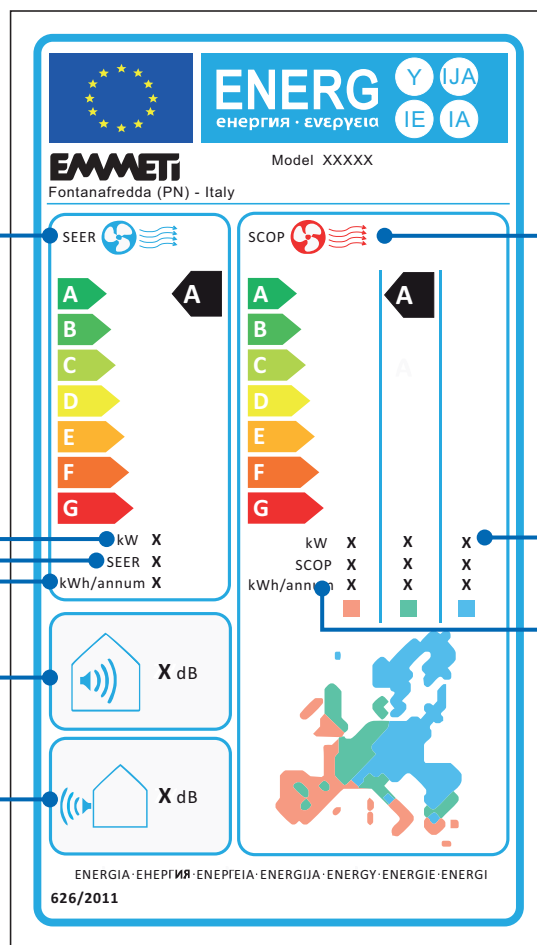 ENERG
енергия · ενεργεια
Y IJA
IE IA
EMMETI
Model XXXXX
Fontanafredda (PN) - Italy
SEER
A
A
B
C
D
E
F
G
kW X
SEER X
kWh/annum X
SCOP
A
A
A
B
C
D
E
F
G
kW X X X
SCOP X X X
kWh/annum X X X
X dB
X dB
ENERGIA·ЕНЕРГИЯ·ΕΝΕΡΓΕΙΑ·ENERGIJA·ENERGY·ENERGIE·ENERGI
626/2011